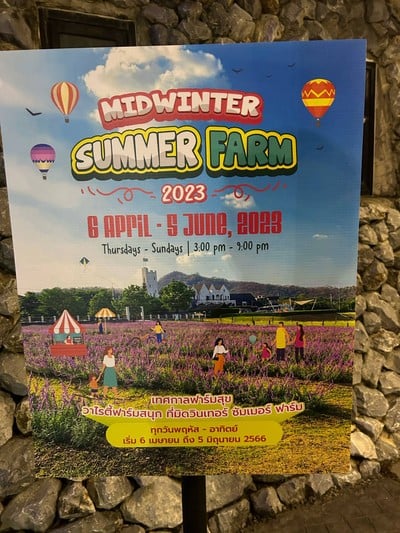 MIDWINTER
SUMMER FARM
2023
6 APRIL - 5 JUNE, 2023
Thursdays - Sundays | 3:00 pm - 9:00 pm
เทศกาลฟาร์มสุข
วาไรตี้ฟาร์มสนุก ที่มิดวินเทอร์ ซัมเมอร์ ฟาร์ม
ทุกวันพฤหัส - อาทิตย์
เริ่ม 6 เมษายน ถึง 5 มิถุนายน 2566